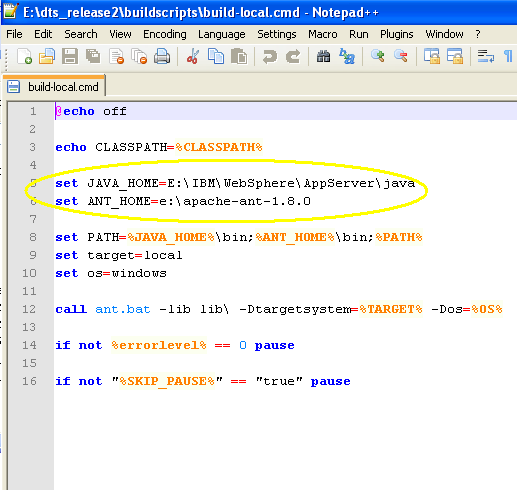 E:\dts_release2\buildscripts\build-local.cmd - Notepad++
File Edit Search View Encoding Language Settings Macro Run Plugins Window ?
build-local.cmd
1 @echo off
2
3 echo CLASSPATH=%CLASSPATH%
4
5 set JAVA_HOME=E:\IBM\WebSphere\AppServer\java
6 set ANT_HOME=e:\apache-ant-1.8.0
7
8 set PATH=%JAVA_HOME%\bin;%ANT_HOME%\bin;%PATH%
9 set target=local
10 set os=windows
11
12 call ant.bat -lib lib\ -Dtargetsystem=%TARGET% -Dos=%OS%
13
14 if not %errorlevel% == 0 pause
15
16 if not "%SKIP_PAUSE%" == "true" pause